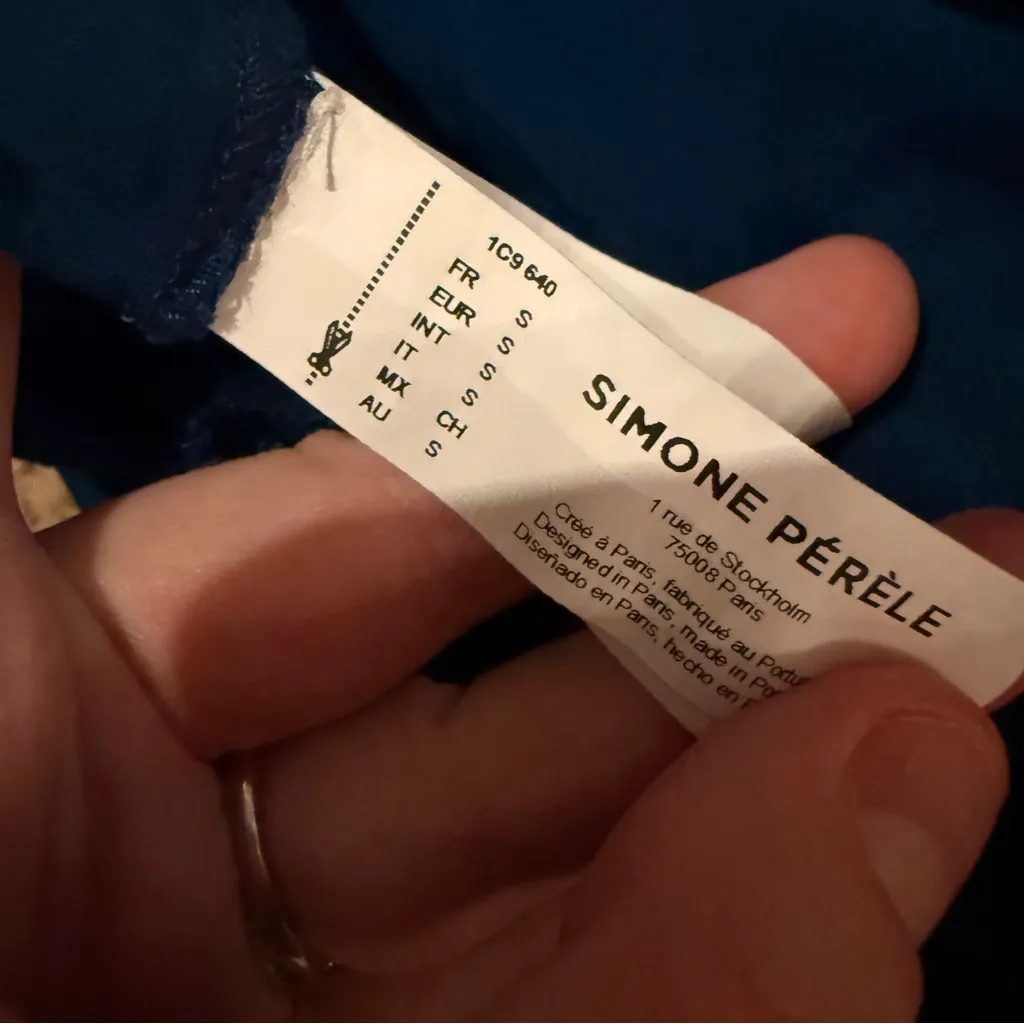 1C9 640
FR S
EUR S
INT S
IT S
MX CH
AU S
SIMONE PÉRÈLE
1 rue de Stockholm
75008 Paris
Créé à Paris, fabriqué au
Designed in Paris, made in
Diseñado en Paris, hecho en